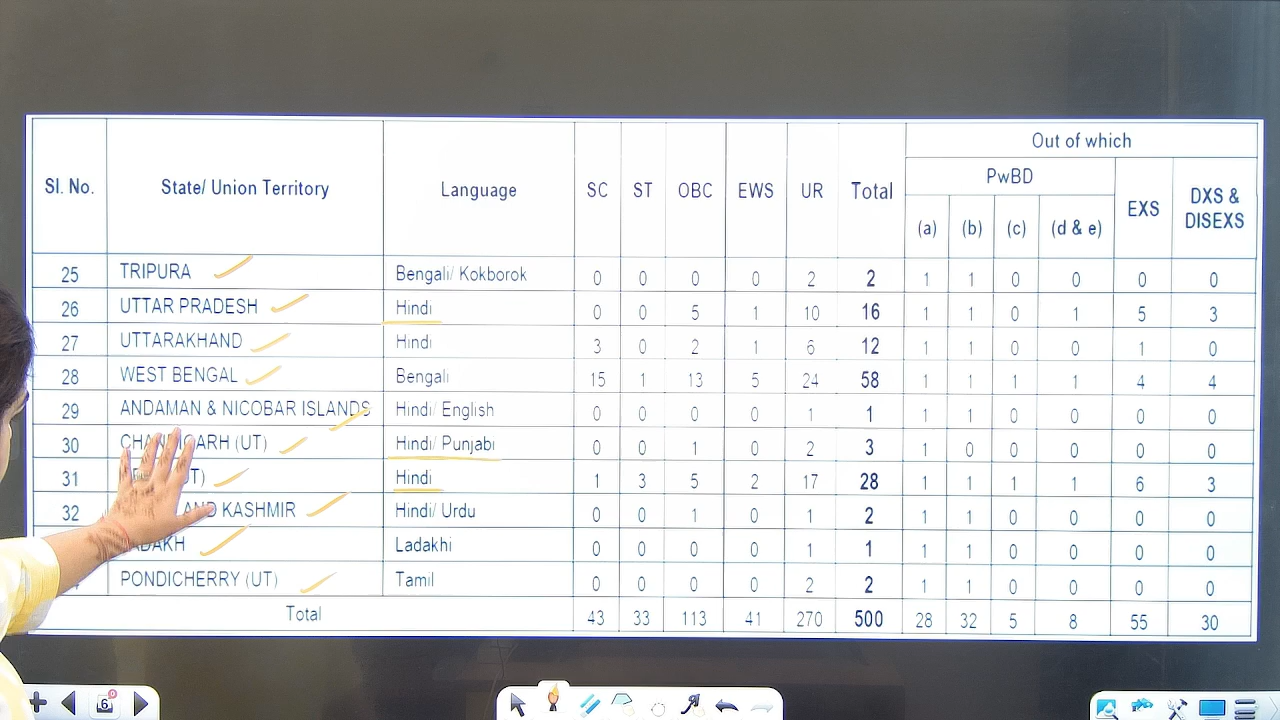 Sl. No. State/ Union Territory Language SC ST OBC EWS UR Total Out of which
PwBD EXS DXS & DISEXS
(a) (b) (c) (d & e)
25 TRIPURA Bengali/ Kokborok 0 0 0 0 2 2 1 1 0 0 0 0
26 UTTAR PRADESH Hindi 0 0 5 1 10 16 1 1 0 1 5 3
27 UTTARAKHAND Hindi 3 0 2 1 6 12 1 1 0 0 1 0
28 WEST BENGAL Bengali 15 1 13 5 24 58 1 1 1 1 4 4
29 ANDAMAN & NICOBAR ISLANDS Hindi/ English 0 0 0 0 1 1 1 1 0 0 0 0
30 CHANDIGARH (UT) Hindi/ Punjabi 0 0 1 0 2 3 1 0 0 0 0 0
31 Hindi 1 3 5 2 17 28 1 1 1 1 6 3
32 AND KASHMIR Hindi/ Urdu 0 0 1 0 1 2 1 1 0 0 0 0
LADAKH Ladakhi 0 0 0 0 1 1 1 1 0 0 0 0
PONDICHERRY (UT) Tamil 0 0 0 0 2 2 1 1 0 0 0 0
Total 43 33 113 41 270 500 28 32 5 8 55 30
6